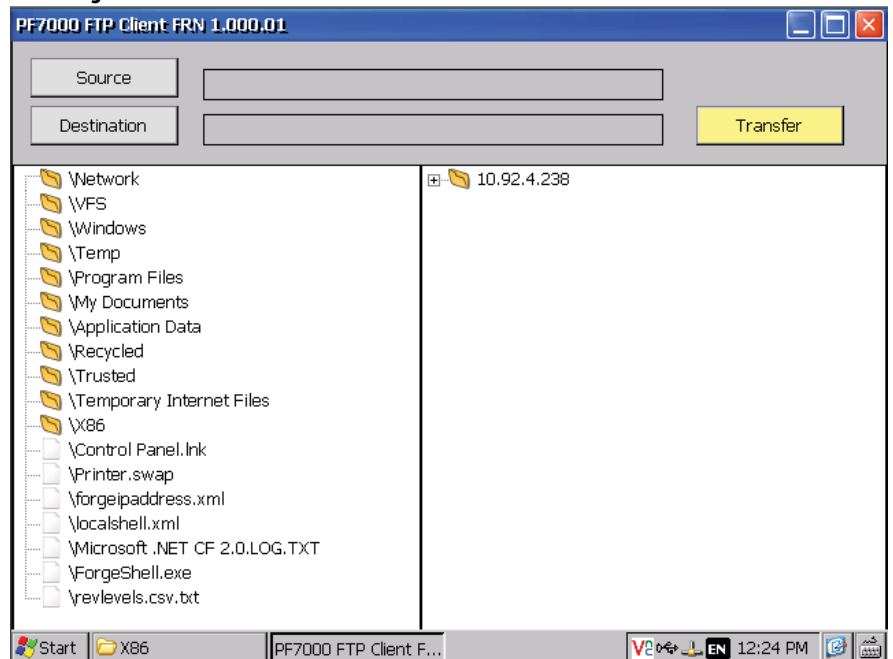 PF7000 FTP Client FRN 1.000.01
Source
Destination
Transfer
\Network
\VFS
\Windows
\Temp
\Program Files
\My Documents
\Application Data
\Recycled
\Trusted
\Temporary Internet Files
\X86
\Control Panel.lnk
\Printer.swap
\forgeipaddress.xml
\localshell.xml
\Microsoft .NET CF 2.0.LOG.TXT
\ForgeShell.exe
\revlevels.csv.txt
10.92.4.238
Start X86 PF7000 FTP Client F... EN 12:24 PM